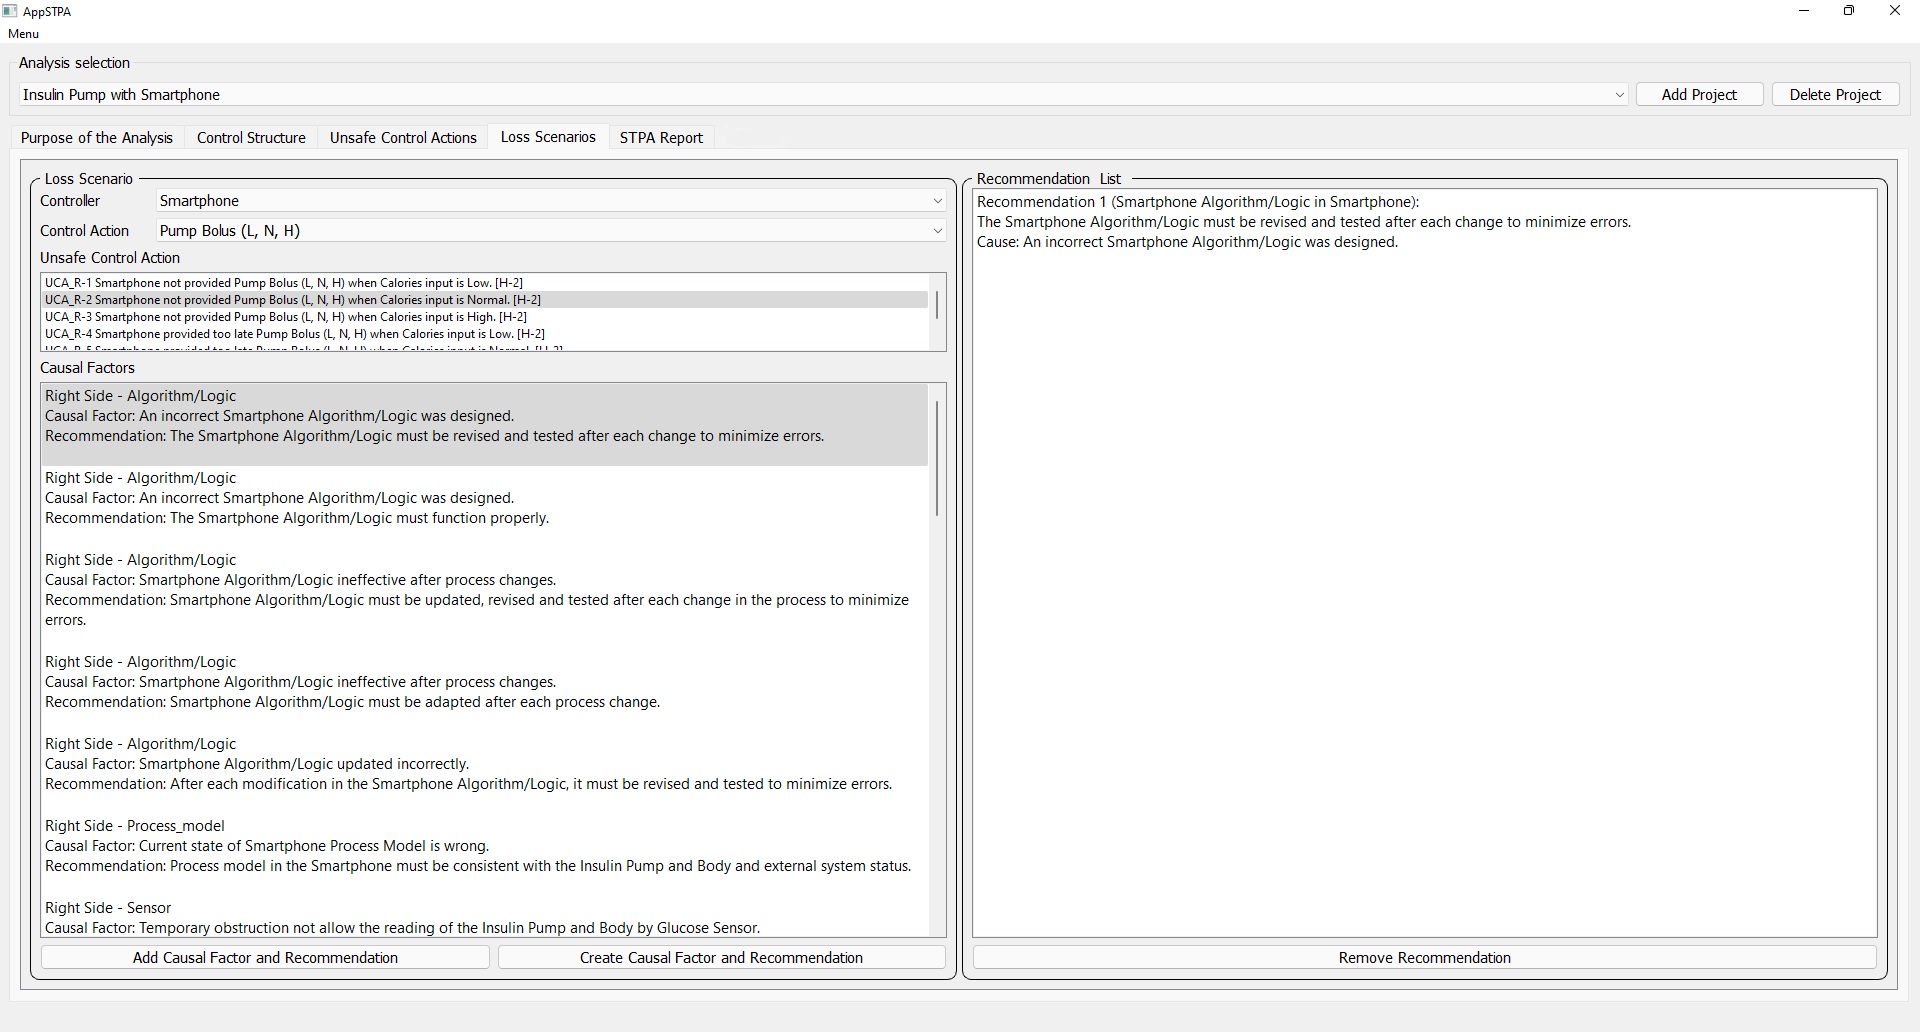 AppSTPA
Menu
Analysis selection
Insulin Pump with Smartphone
Add Project
Delete Project
Purpose of the Analysis
Control Structure
Unsafe Control Actions
Loss Scenarios
STPA Report
Loss Scenario
Controller
Smartphone
Control Action
Pump Bolus (L, N, H)
Unsafe Control Action
UCA_R-1 Smartphone not provided Pump Bolus (L, N, H) when Calories input is Low. [H-2]
UCA_R-2 Smartphone not provided Pump Bolus (L, N, H) when Calories input is Normal. [H-2]
UCA_R-3 Smartphone not provided Pump Bolus (L, N, H) when Calories input is High. [H-2]
UCA_R-4 Smartphone provided too late Pump Bolus (L, N, H) when Calories input is Low. [H-2]
UCA_R-5 Smartphone provided too late Pump Bolus (L, N, H) when Calories input is Normal. [H-2]
Causal Factors
Right Side - Algorithm/Logic
Causal Factor: An incorrect Smartphone Algorithm/Logic was designed.
Recommendation: The Smartphone Algorithm/Logic must be revised and tested after each change to minimize errors.
Right Side - Algorithm/Logic
Causal Factor: An incorrect Smartphone Algorithm/Logic was designed.
Recommendation: The Smartphone Algorithm/Logic must function properly.
Right Side - Algorithm/Logic
Causal Factor: Smartphone Algorithm/Logic ineffective after process changes.
Recommendation: Smartphone Algorithm/Logic must be updated, revised and tested after each change in the process to minimize
errors.
Right Side - Algorithm/Logic
Causal Factor: Smartphone Algorithm/Logic ineffective after process changes.
Recommendation: Smartphone Algorithm/Logic must be adapted after each process change.
Right Side - Algorithm/Logic
Causal Factor: Smartphone Algorithm/Logic updated incorrectly.
Recommendation: After each modification in the Smartphone Algorithm/Logic, it must be revised and tested to minimize errors.
Right Side - Process_model
Causal Factor: Current state of Smartphone Process Model is wrong.
Recommendation: Process model in the Smartphone must be consistent with the Insulin Pump and Body and external system status.
Right Side - Sensor
Causal Factor: Temporary obstruction not allow the reading of the Insulin Pump and Body by Glucose Sensor.
Add Causal Factor and Recommendation
Create Causal Factor and Recommendation
Recommendation List
Recommendation 1 (Smartphone Algorithm/Logic in Smartphone):
The Smartphone Algorithm/Logic must be revised and tested after each change to minimize errors.
Cause: An incorrect Smartphone Algorithm/Logic was designed.
Remove Recommendation